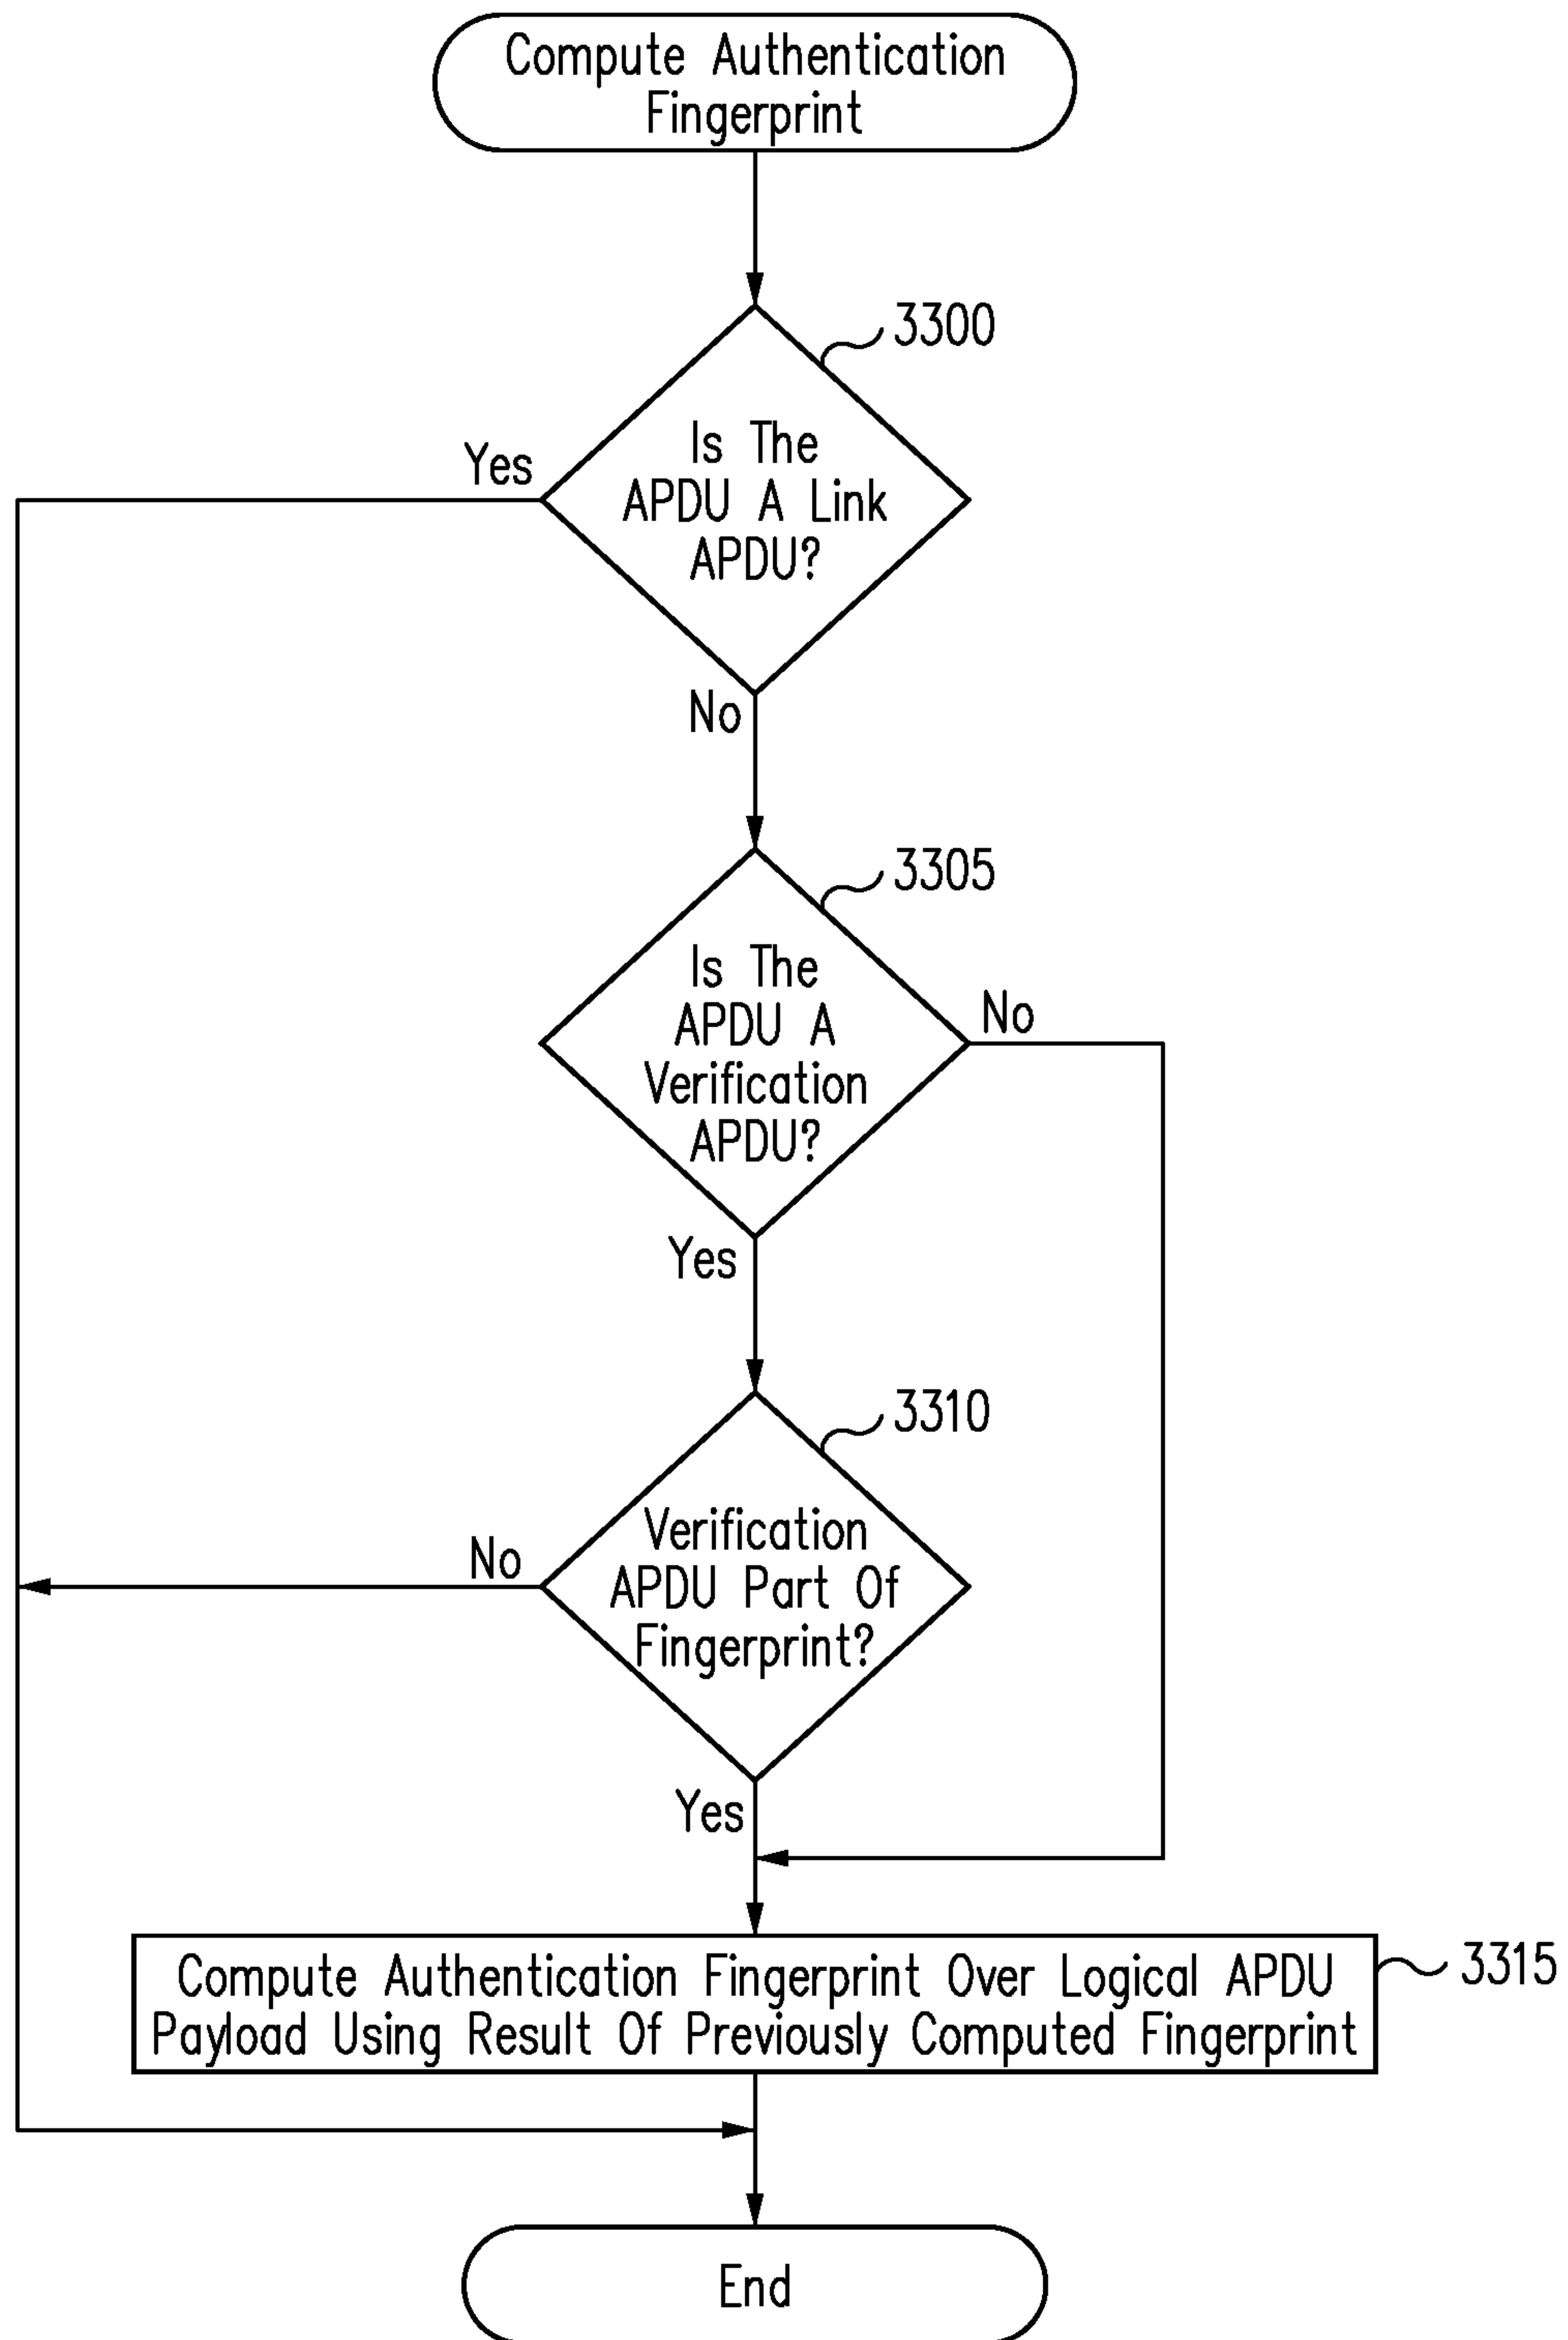 Compute Authentication
Fingerprint
3300
Is The
APDU A Link
APDU?
Yes
No
3305
Is The
APDU A
Verification
APDU?
No
Yes
3310
Verification
APDU Part Of
Fingerprint?
No
Yes
Compute Authentication Fingerprint Over Logical APDU
Payload Using Result Of Previously Computed Fingerprint
3315
End